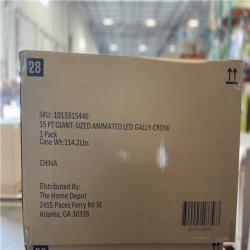 28
SKU: 1013315446
15 FT GIANT-SIZED ANIMATED LED GALLY-CROW
1 Pack
Case Wt:114.2Lbs
CHINA
Distributed By:
The Home Depot
2455 Paces Ferry Rd SE
Atlanta, GA 30339